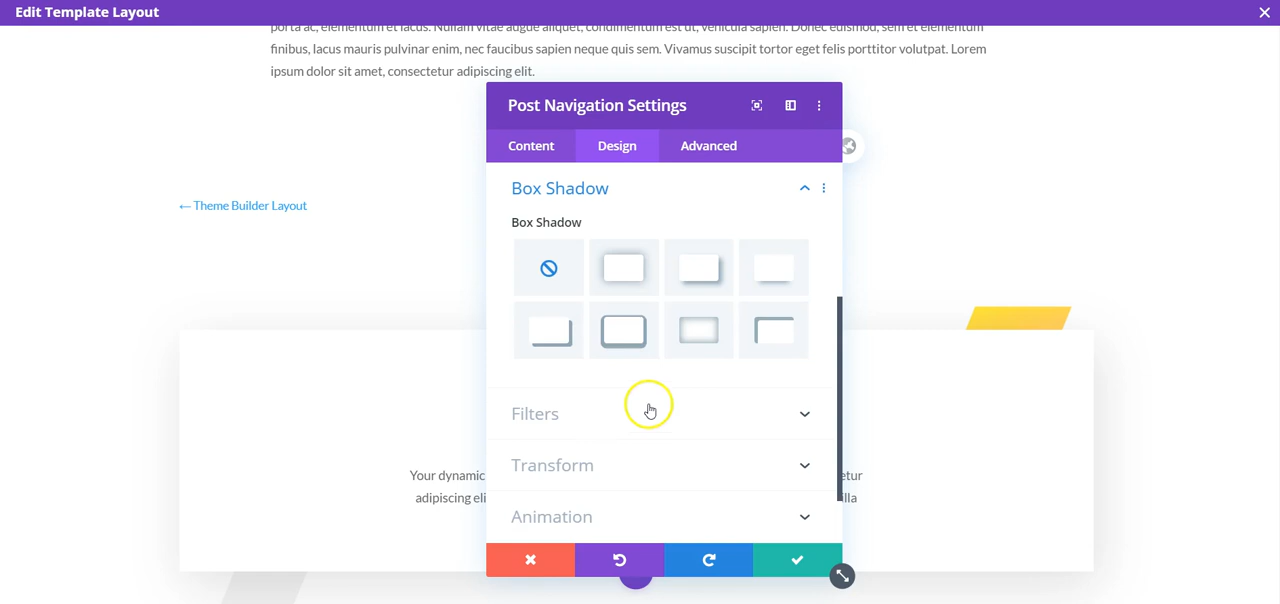 Edit Template Layout
porta ac, elementum et lacus. Nullam vitae augue aliquet, condimentum est ut, vehicula sapien. Donec euismod, sem et elementum
finibus, lacus mauris pulvinar enim, nec faucibus sapien neque quis sem. Vivamus suscipit tortor eget felis porttitor volutpat. Lorem
ipsum dolor sit amet, consectetur adipiscing elit.
Post Navigation Settings
Content Design Advanced
Box Shadow
← Theme Builder Layout
Box Shadow
Filters
Transform
Your dynamic etur
adipiscing eli lla
Animation